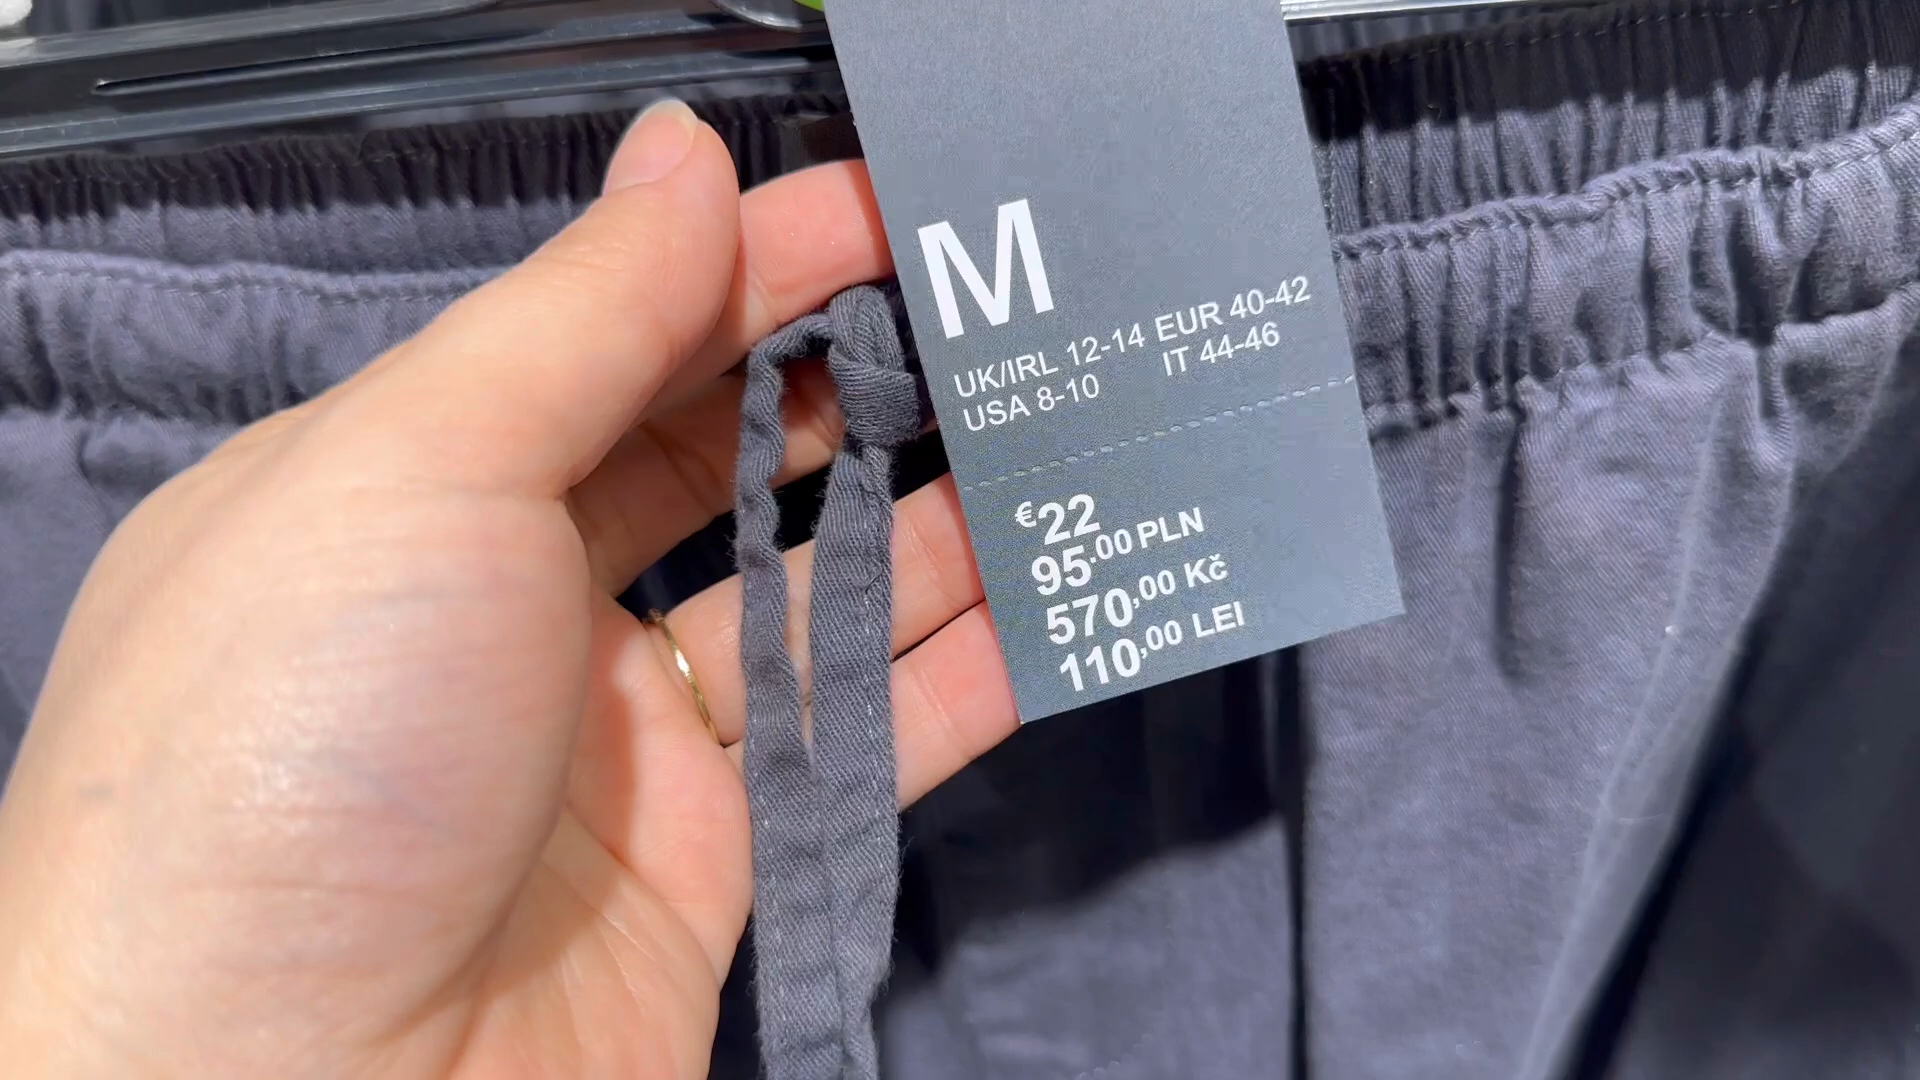 M
UK/IRL 12-14 EUR 40-42
USA 8-10 IT 44-46
€22
95.00 PLN
570,00 Kč
110,00 LEI